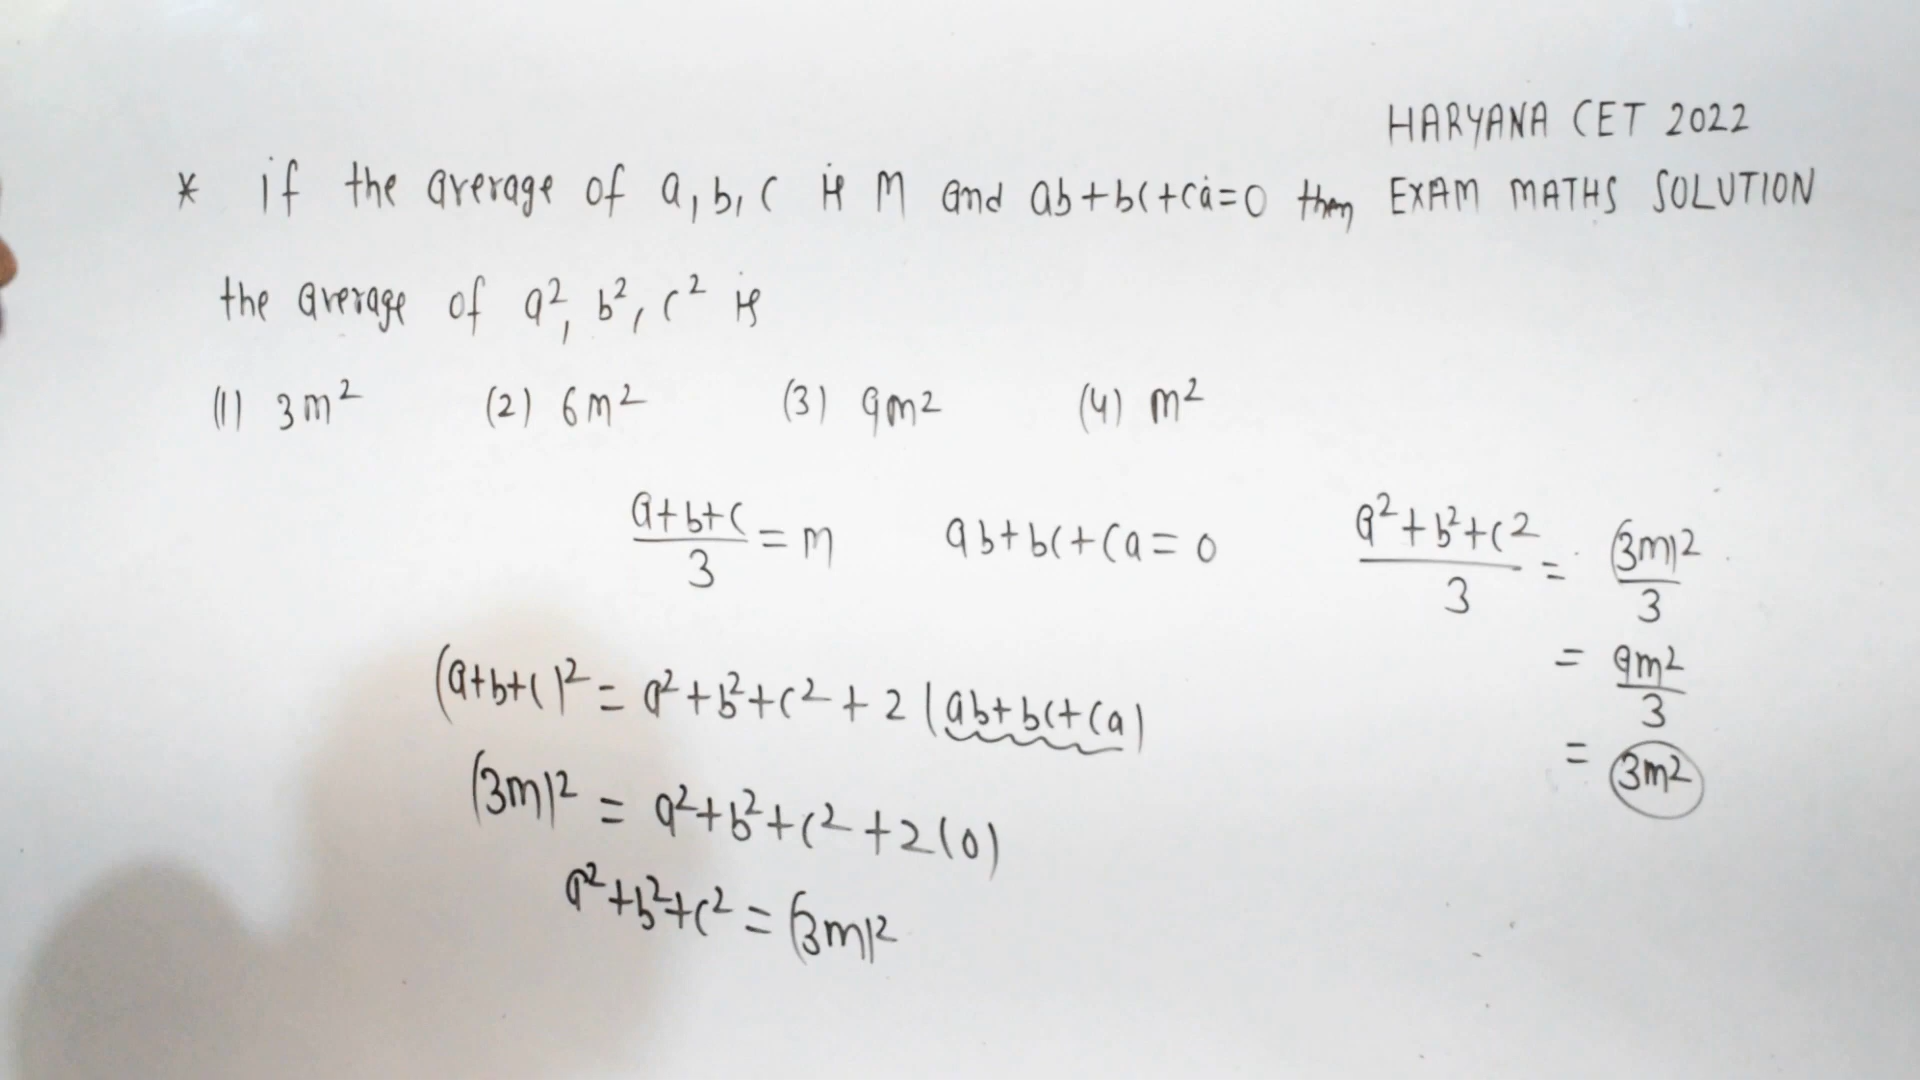 HARYANA CET 2022
EXAM MATHS SOLUTION
* if the average of a, b, c is M and ab+bc+ca=0 then
the average of a², b², c² is
(1) 3m² (2) 6m² (3) 9m² (4) m²
(a+b+c)/3 = m
ab+bc+ca=0
(a+b+c)² = a²+b²+c²+2(ab+bc+ca)
(3m)² = a²+b²+c²+2(0)
a²+b²+c² = (3m)²
(a²+b²+c²)/3 = (3m)²/3
= 9m²/3
= 3m²